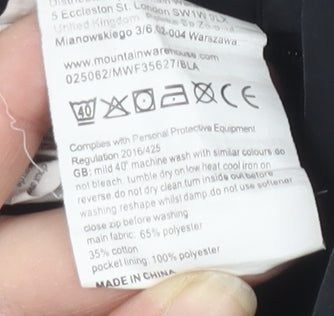 5 Eccleston St. London SW1W 9LX
United Kingdom
Mianowskiego 3/6, 02-004 Warszawa
www.mountainwarehouse.com
025062/MWF35627/BLA
40 CE
Complies with Personal Protective Equipment
Regulation 2016/425
GB: mild 40° machine wash with similar colours do
not bleach. tumble dry on low heat cool iron on
reverse. do not dry clean. turn inside out before
washing. reshape whilst damp. do not use softener
close zip before washing
main fabric: 65% polyester
35% cotton
pocket lining: 100% polyester
MADE IN CHINA